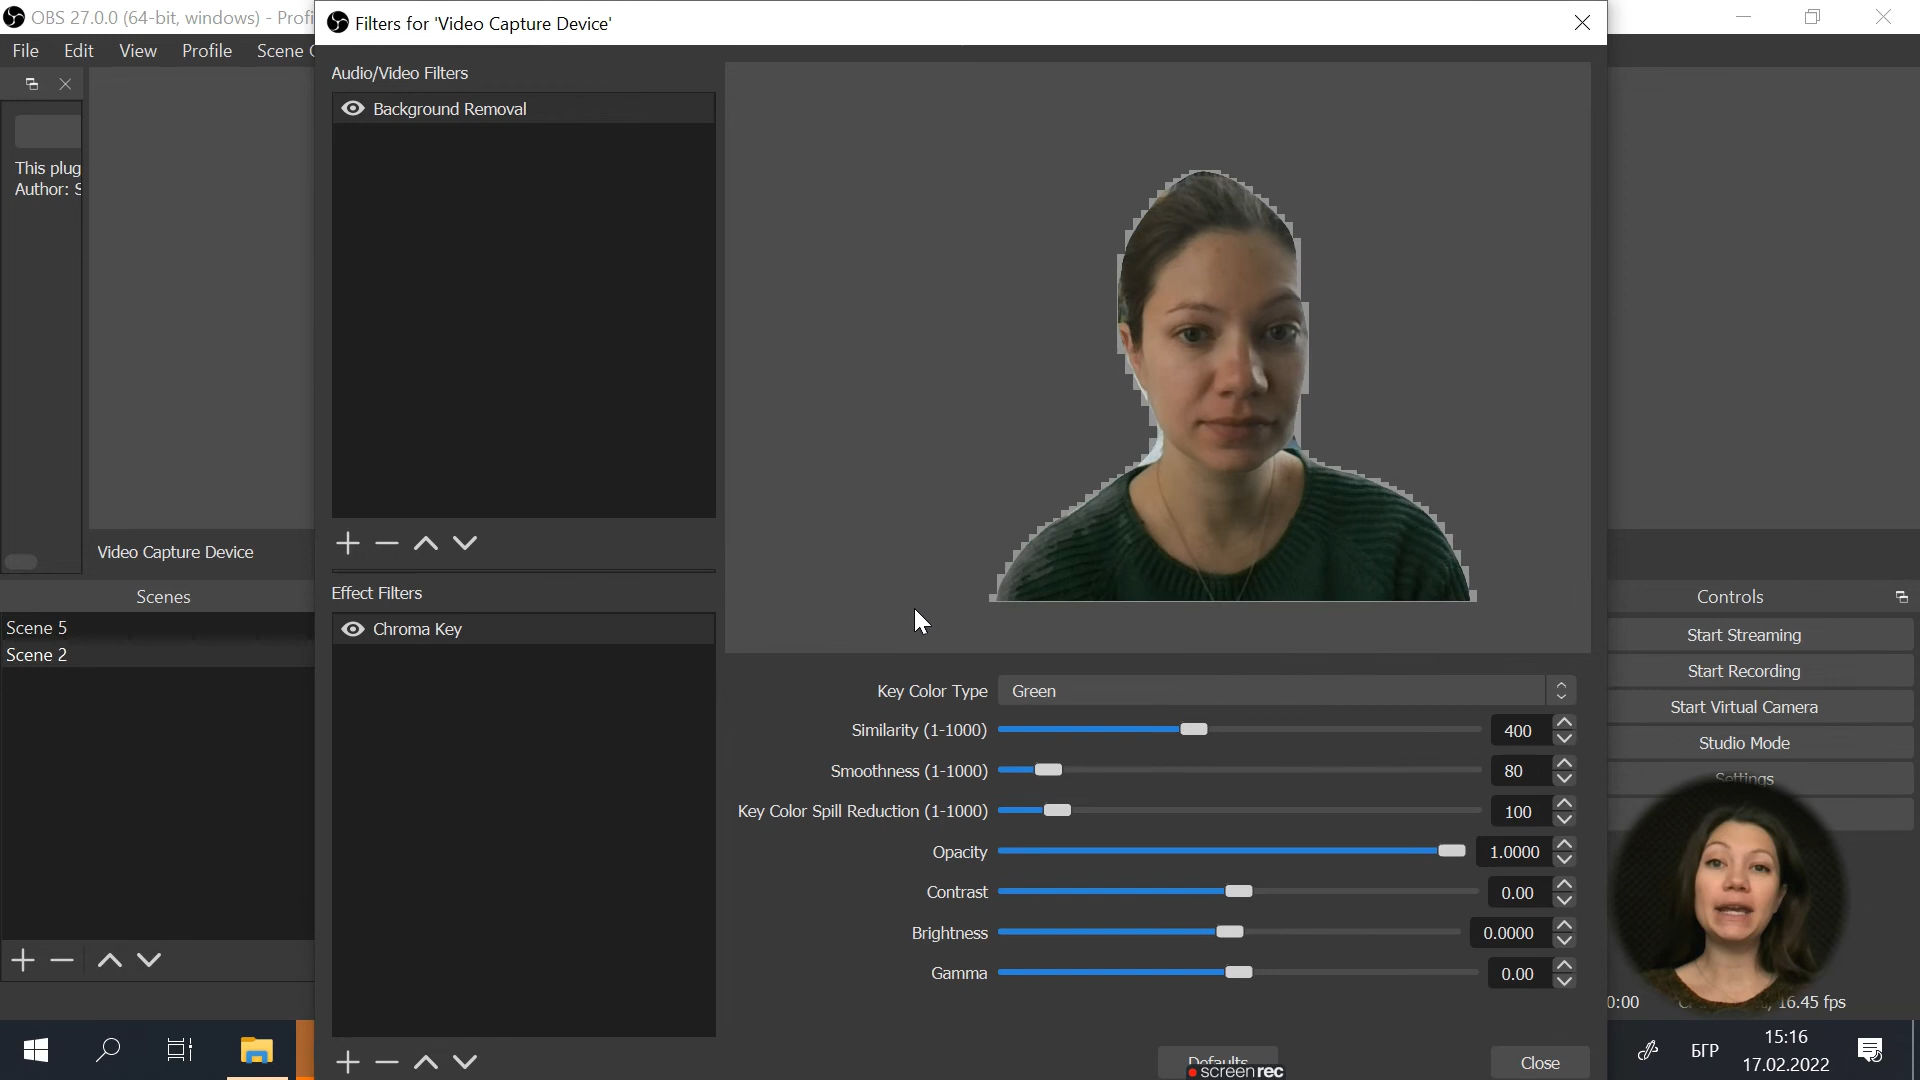 OBS 27.0.0 (64-bit, windows) - Profi
Filters for 'Video Capture Device'
File Edit View Profile Scene
Audio/Video Filters
Background Removal
This plug
Author: S
Video Capture Device
Effect Filters
Scenes
Controls
Scene 5
Scene 2
Chroma Key
Start Streaming
Start Recording
Start Virtual Camera
Studio Mode
Settings
Key Color Type Green
Similarity (1-1000) 400
Smoothness (1-1000) 80
Key Color Spill Reduction (1-1000) 100
Opacity 1.0000
Contrast 0.00
Brightness 0.0000
Gamma 0.00
0:00
16.45 fps
Defaults
Close
screenrec
БГР
15:16
17.02.2022